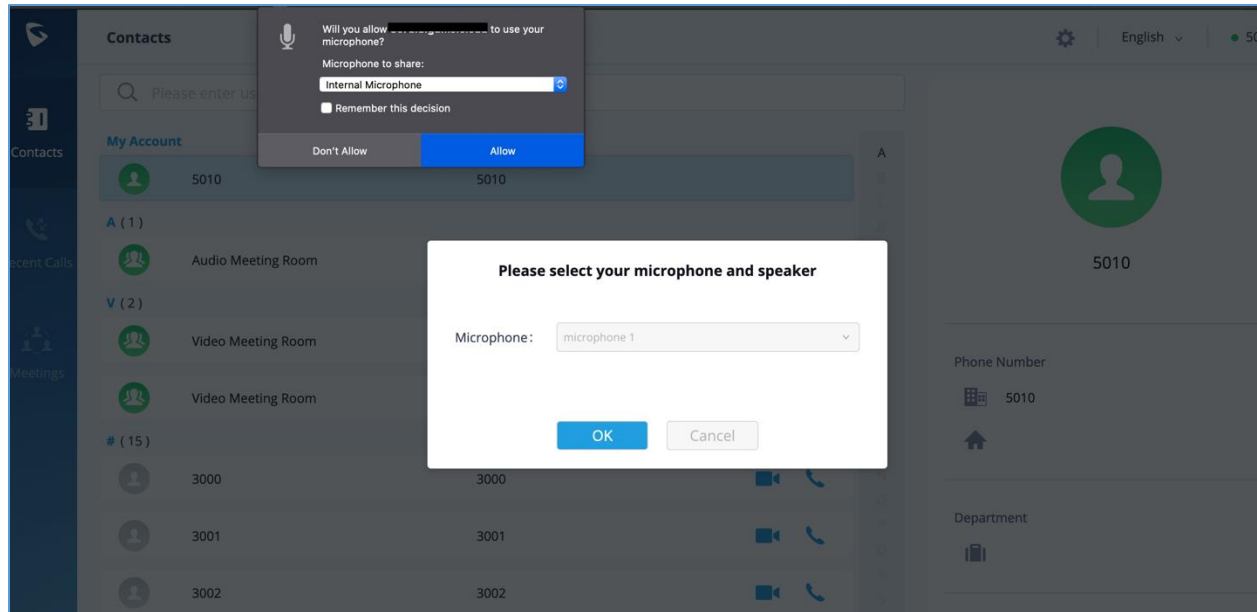 Contacts
Will you allow
to use your
microphone?
Microphone to share:
Internal Microphone
Remember this decision
Don't Allow
Allow
English
50
Please enter us
Contacts
My Account
5010
5010
A
A ( 1 )
Audio Meeting Room
ecent Calls
V ( 2 )
Video Meeting Room
Video Meeting Room
Meetings
# ( 15 )
3000
3000
3001
3001
3002
3002
Please select your microphone and speaker
Microphone:
microphone 1
OK
Cancel
5010
Phone Number
5010
Department